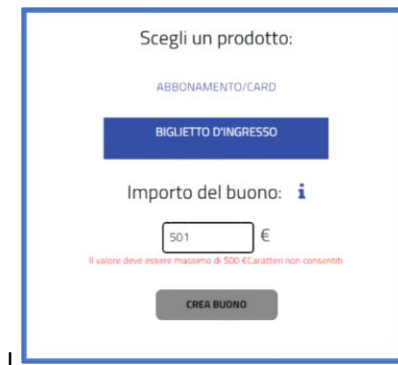 Scegli un prodotto:
ABBONAMENTO/CARD
BIGLIETTO D'INGRESSO
Importo del buono: i
501 €
Il valore deve essere massimo di 500 €Caratteri non consentiti
CREA BUONO